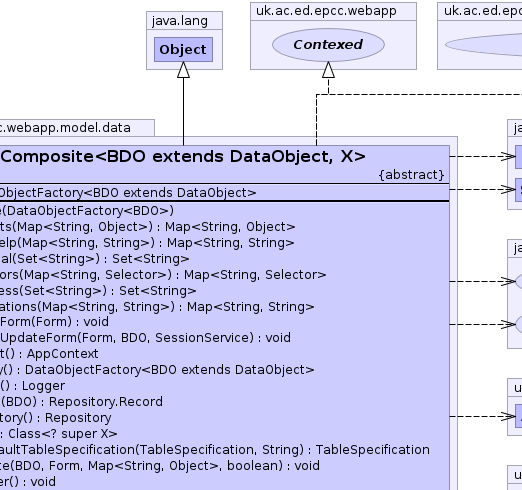 java.lang
Object
uk.ac.ed.epcc.webapp
Contexed
uk.ac.ed.epc
c.webapp.model.data
Composite<BDO extends DataObject, X>
{abstract}
ObjectFactory<BDO extends DataObject>
e(DataObjectFactory<BDO>)
ts(Map<String, Object>) : Map<String, Object>
elp(Map<String, String>) : Map<String, String>
al(Set<String>) : Set<String>
ors(Map<String, Selector>) : Map<String, Selector>
ess(Set<String>) : Set<String>
ations(Map<String, String>) : Map<String, String>
Form(Form) : void
UpdateForm(Form, BDO, SessionService) : void
t() : AppContext
y() : DataObjectFactory<BDO extends DataObject>
() : Logger
(BDO) : Repository.Record
tory() : Repository
: Class<? super X>
aultTableSpecification(TableSpecification, String) : TableSpecification
te(BDO, Form, Map<String, Object>, boolean) : void
er() : void
ja
ja
u
u